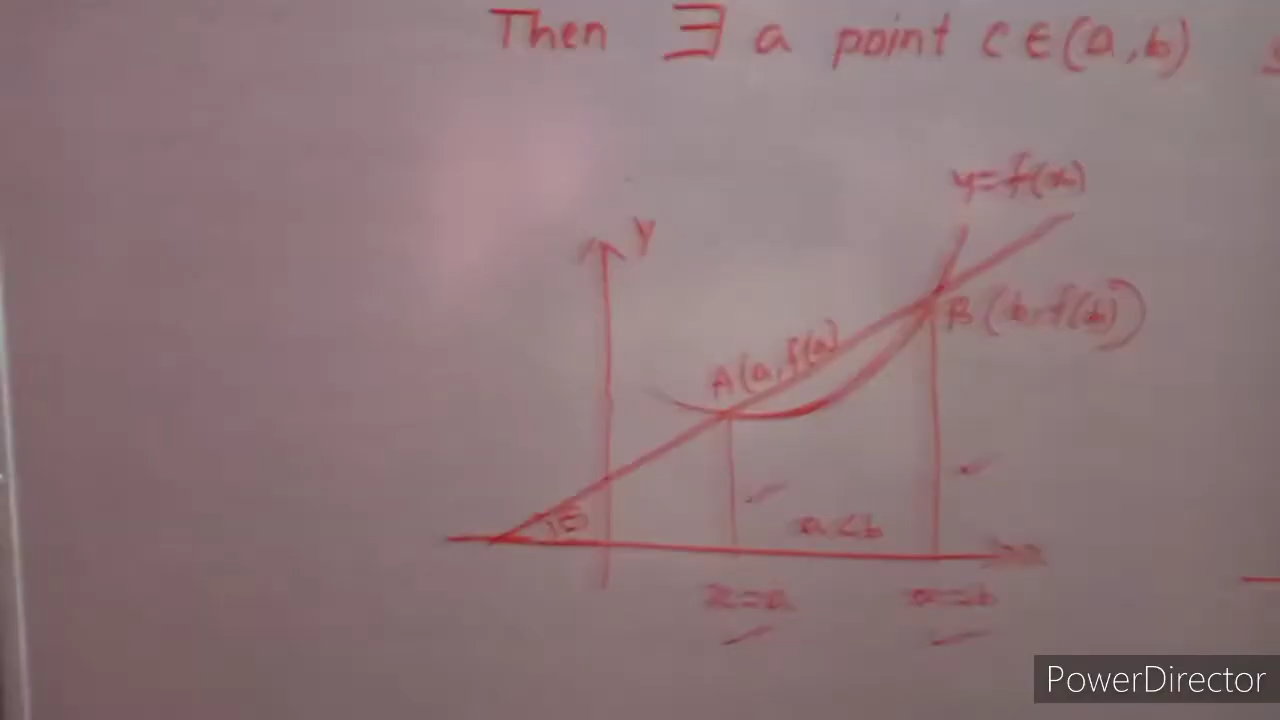 Then ∃ a point c∈(a,b)
y=f(x)
Y
B(b,f(b))
A(a,f(a)
θ
a<b
x=a
x=b
PowerDirector